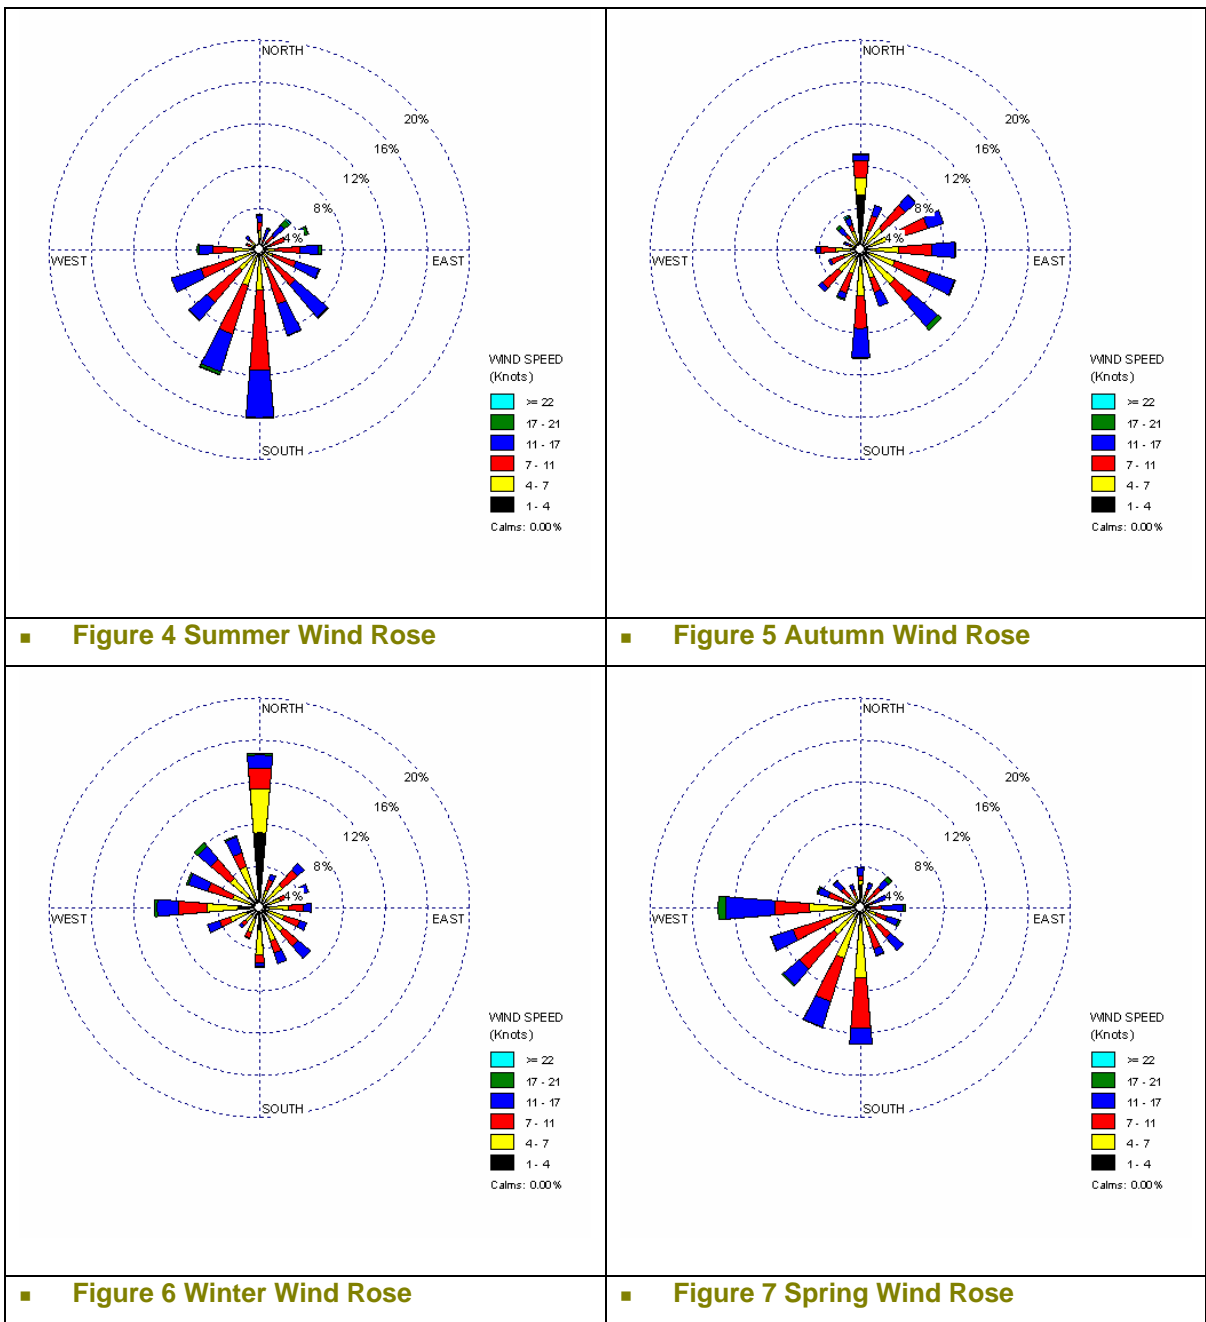 NORTH
20%
16%
12%
8%
4%
WEST
EAST
SOUTH
WIND SPEED
(Knots)
>= 22
17 - 21
11 - 17
7 - 11
4 - 7
1 - 4
Calms: 0.00%
NORTH
20%
16%
12%
8%
4%
WEST
EAST
SOUTH
WIND SPEED
(Knots)
>= 22
17 - 21
11 - 17
7 - 11
4 - 7
1 - 4
Calms: 0.00%
▪ Figure 4 Summer Wind Rose
▪ Figure 5 Autumn Wind Rose
NORTH
20%
16%
12%
8%
4%
WEST
EAST
SOUTH
WIND SPEED
(Knots)
>= 22
17 - 21
11 - 17
7 - 11
4 - 7
1 - 4
Calms: 0.00%
NORTH
20%
16%
12%
8%
4%
WEST
EAST
SOUTH
WIND SPEED
(Knots)
>= 22
17 - 21
11 - 17
7 - 11
4 - 7
1 - 4
Calms: 0.00%
▪ Figure 6 Winter Wind Rose
▪ Figure 7 Spring Wind Rose